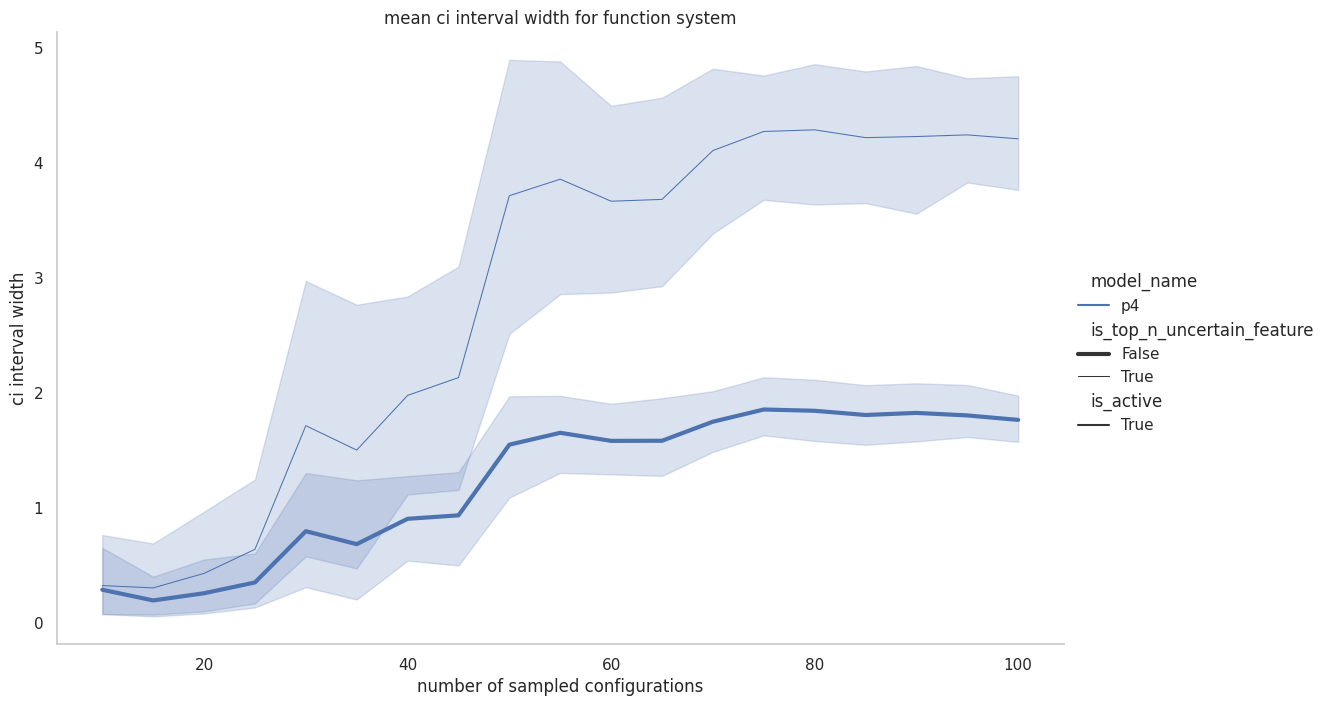 mean ci interval width for function system
ci interval width
5
4
3
2
1
0
20 40 60 80 100
number of sampled configurations
model_name
p4
is_top_n_uncertain_feature
False
True
is_active
True